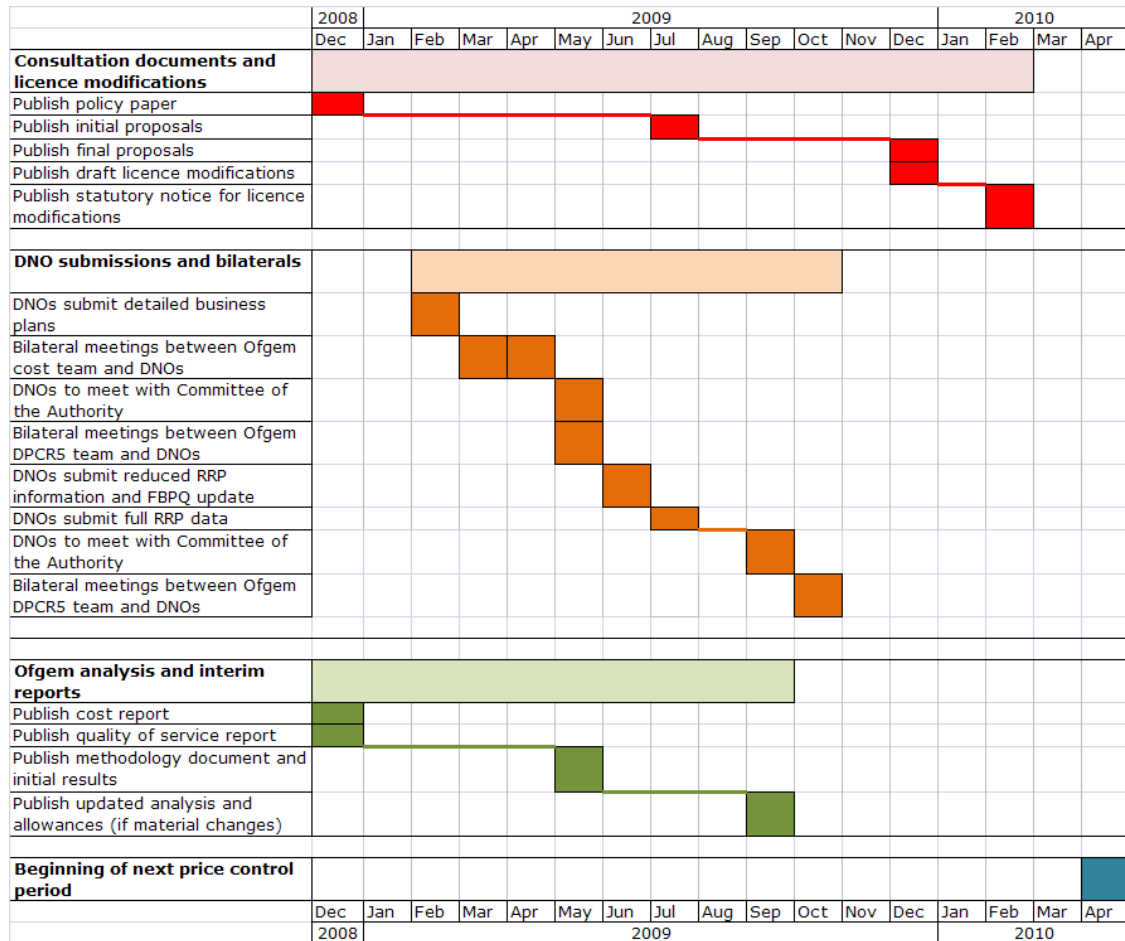 2008 2009 2010
Dec Jan Feb Mar Apr May Jun Jul Aug Sep Oct Nov Dec Jan Feb Mar Apr
Consultation documents and
licence modifications
Publish policy paper
Publish initial proposals
Publish final proposals
Publish draft licence modifications
Publish statutory notice for licence
modifications
DNO submissions and bilaterals
DNOs submit detailed business
plans
Bilateral meetings between Ofgem
cost team and DNOs
DNOs to meet with Committee of
the Authority
Bilateral meetings between Ofgem
DPCR5 team and DNOs
DNOs submit reduced RRP
information and FBPQ update
DNOs submit full RRP data
DNOs to meet with Committee of
the Authority
Bilateral meetings between Ofgem
DPCR5 team and DNOs
Ofgem analysis and interim
reports
Publish cost report
Publish quality of service report
Publish methodology document and
initial results
Publish updated analysis and
allowances (if material changes)
Beginning of next price control
period
Dec Jan Feb Mar Apr May Jun Jul Aug Sep Oct Nov Dec Jan Feb Mar Apr
2008 2009 2010